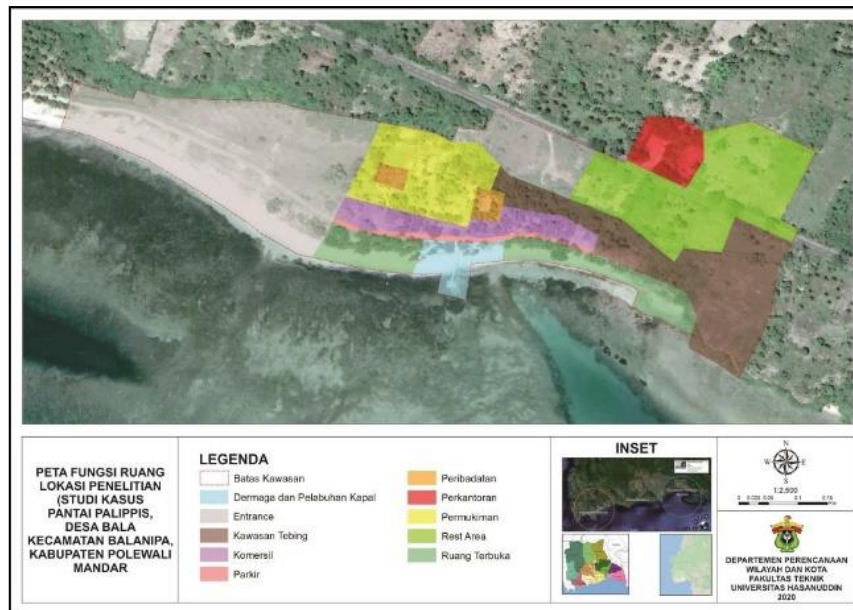 PETA FUNGSI RUANG
LOKASI PENELITIAN
(STUDI KASUS
PANTAI PALIPPIS,
DESA BALA
KECAMATAN BALANIPA,
KABUPATEN POLEWALI
MANDAR
LEGENDA
Batas Kawasan
Dermaga dan Pelabuhan Kapal
Entrance
Kawasan Tebing
Komersil
Parkir
Peribadatan
Perkantoran
Permukiman
Rest Area
Ruang Terbuka
INSET
N
W
E
S
1:2,500
DEPARTEMEN PERENCANAAN
WILAYAH DAN KOTA
FAKULTAS TEKNIK
UNIVERSITAS HASANUDDIN
2020